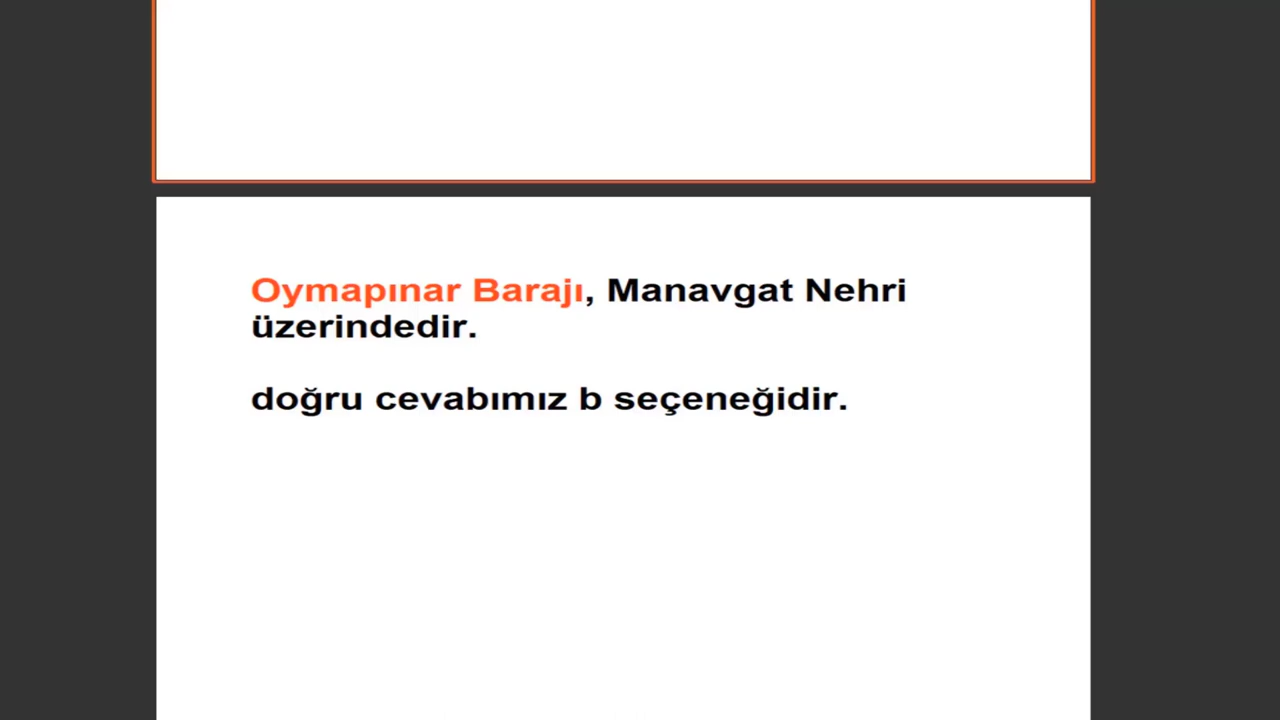 Oymapınar Barajı, Manavgat Nehri
üzerindedir.
doğru cevabımız b seçeneğidir.